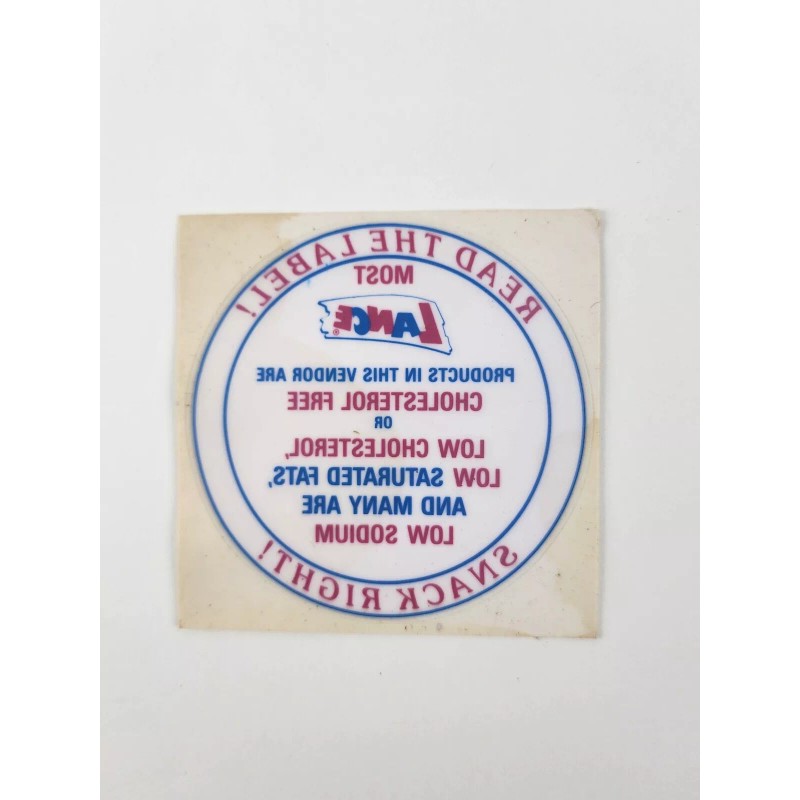 READ THE LABEL!
MOST
LANCE®
PRODUCTS IN THIS VENDOR ARE
CHOLESTEROL FREE
OR
LOW CHOLESTEROL,
LOW SATURATED FATS,
AND MANY ARE
LOW SODIUM
SNACK RIGHT!